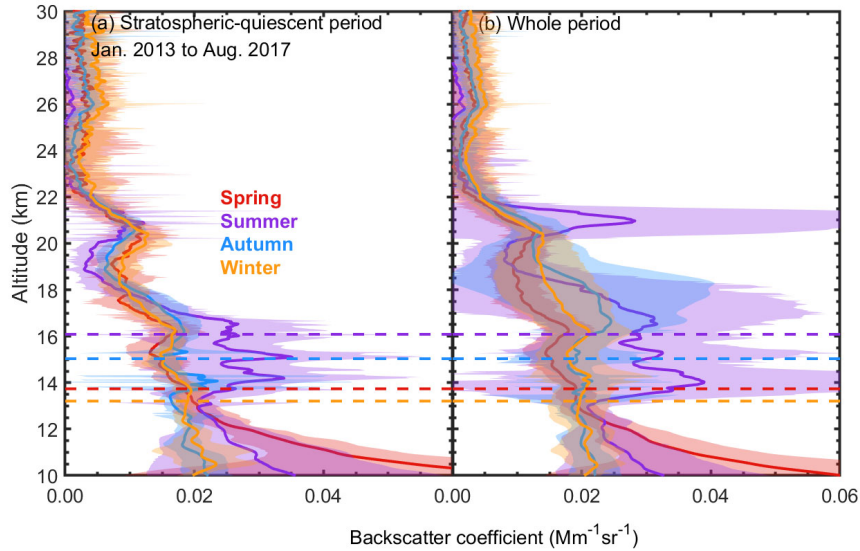 (a) Stratospheric-quiescent period
Jan. 2013 to Aug. 2017
(b) Whole period
30
28
26
24
22
20
18
16
14
12
10
Altitude (km)
Spring
Summer
Autumn
Winter
0.00 0.02 0.04 0.00 0.02 0.04 0.06
Backscatter coefficient (Mm⁻¹sr⁻¹)